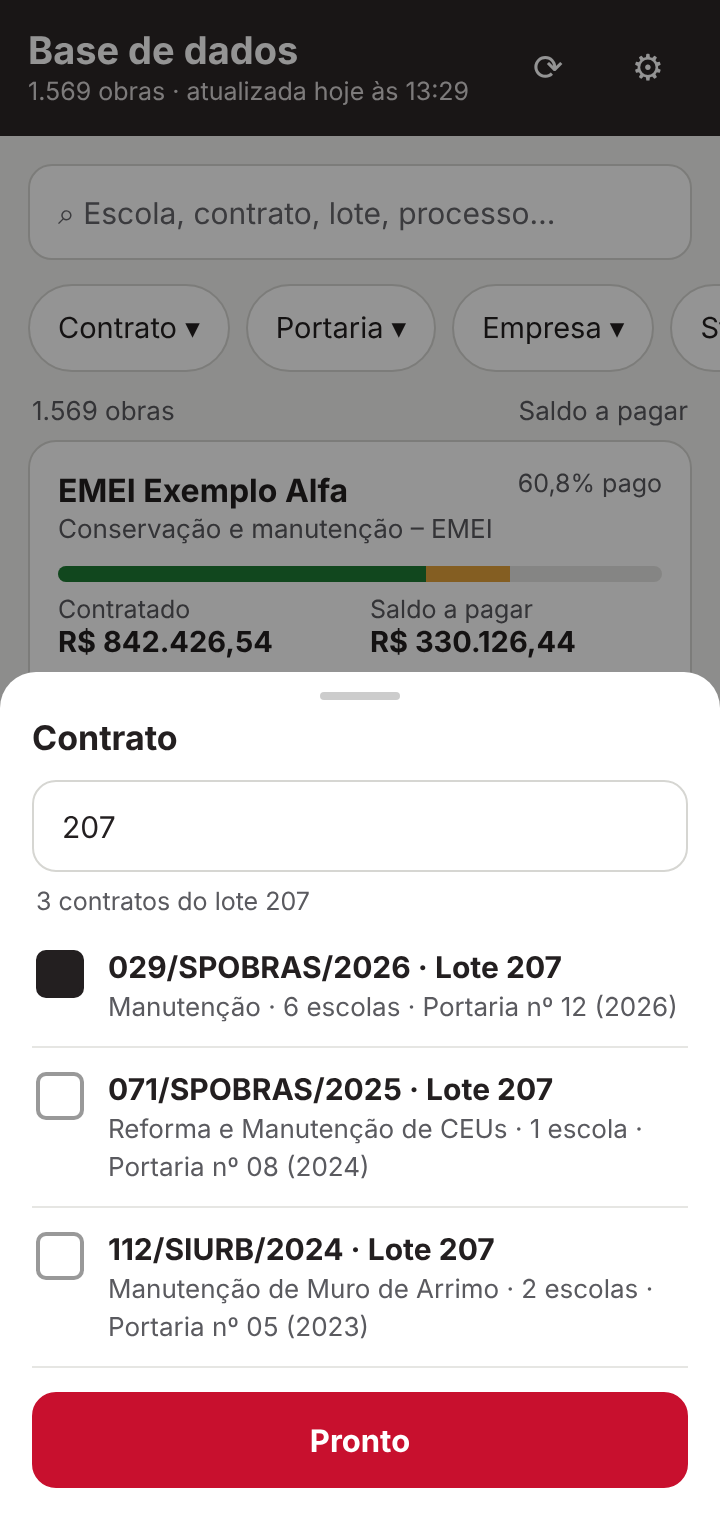 Base de dados
1.569 obras · atualizada hoje às 13:29
⟳ ⚙
⌕ Escola, contrato, lote, processo...
Contrato ▾ Portaria ▾ Empresa ▾
1.569 obras Saldo a pagar
EMEI Exemplo Alfa 60,8% pago
Conservação e manutenção – EMEI
Contratado Saldo a pagar
R$ 842.426,54 R$ 330.126,44
Contrato
207
3 contratos do lote 207
029/SPOBRAS/2026 · Lote 207
Manutenção · 6 escolas · Portaria nº 12 (2026)
071/SPOBRAS/2025 · Lote 207
Reforma e Manutenção de CEUs · 1 escola ·
Portaria nº 08 (2024)
112/SIURB/2024 · Lote 207
Manutenção de Muro de Arrimo · 2 escolas ·
Portaria nº 05 (2023)
Pronto